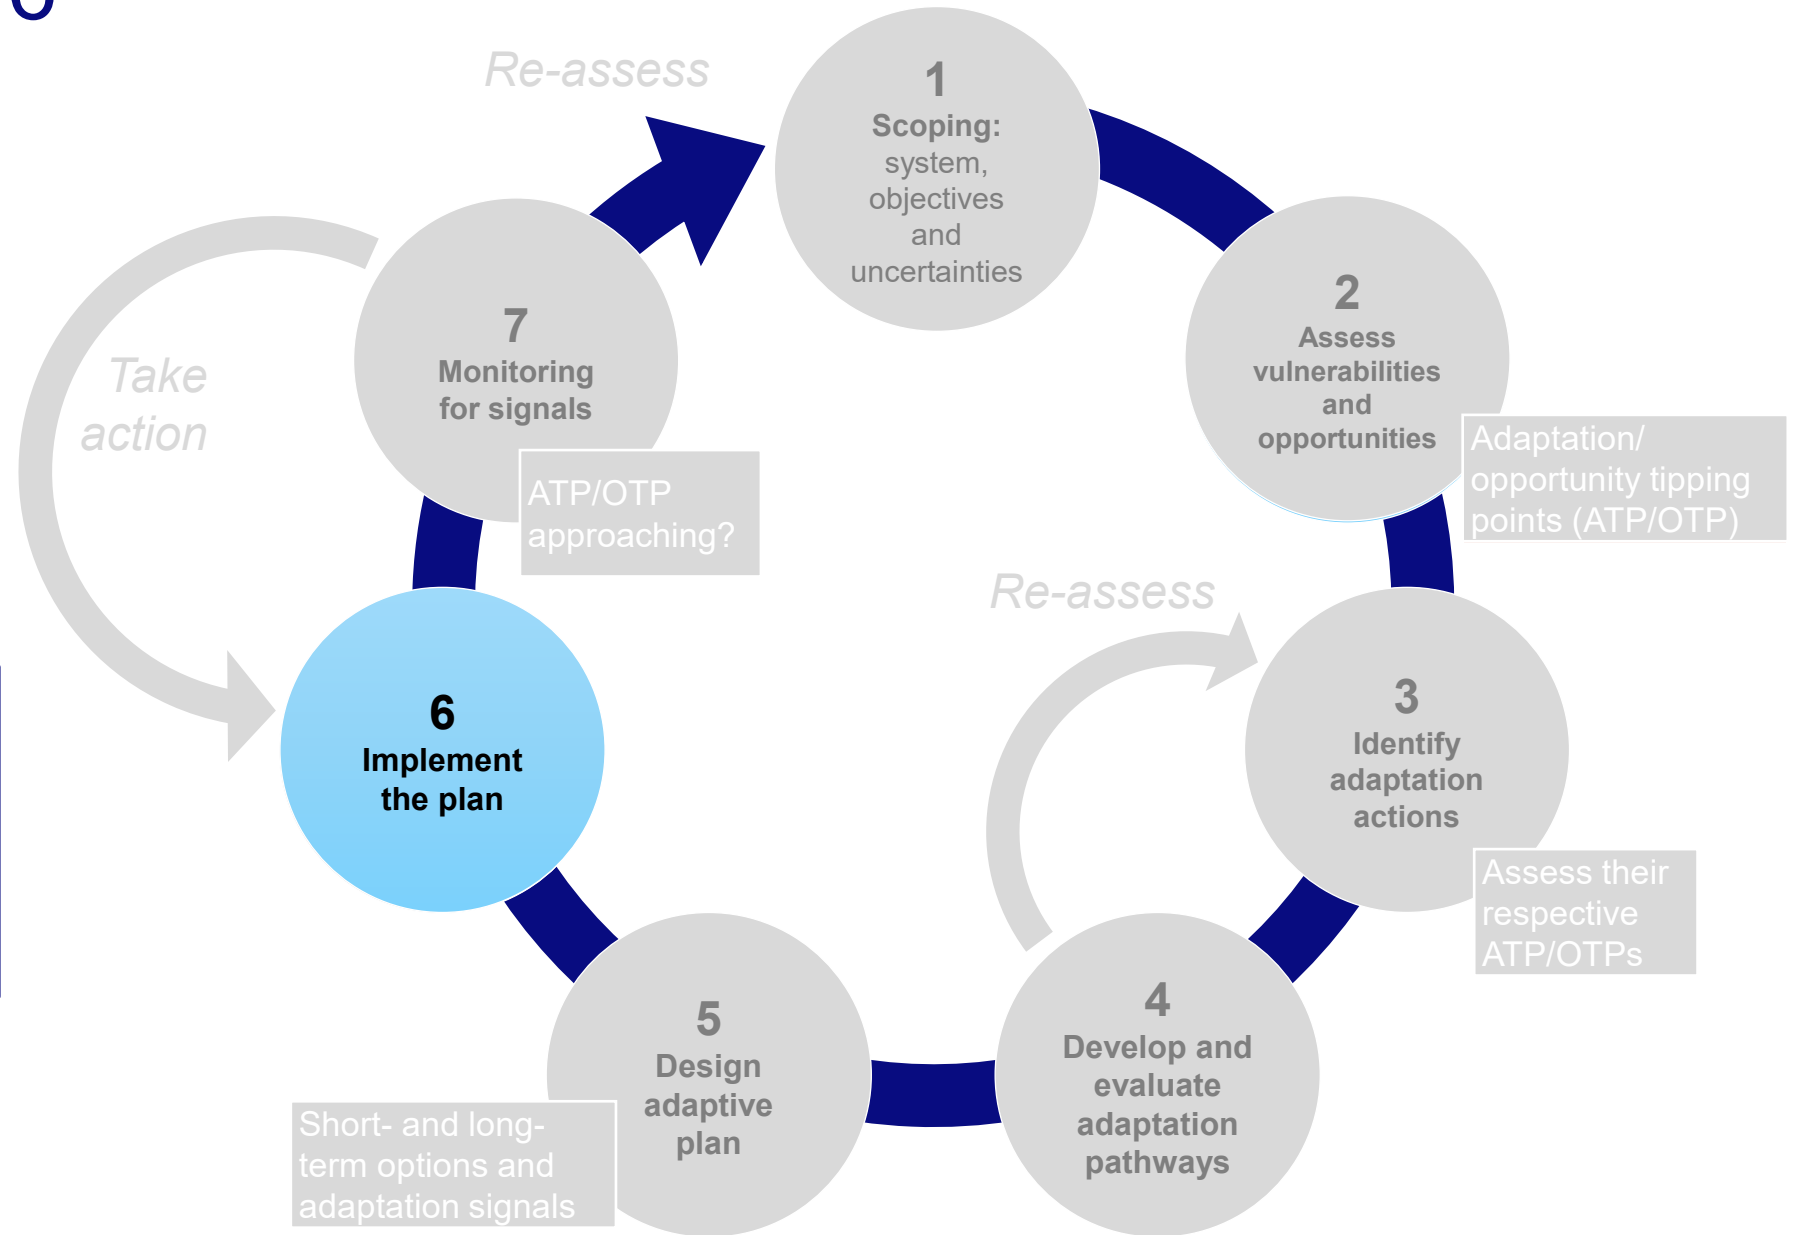 Re-assess
1
Scoping:
system,
objectives
and
uncertainties
2
Assess
vulnerabilities
and
opportunities
Adaptation/
opportunity tipping
points (ATP/OTP)
7
Monitoring
for signals
ATP/OTP
approaching?
Take
action
Re-assess
3
Identify
adaptation
actions
Assess their
respective
ATP/OTPs
6
Implement
the plan
4
Develop and
evaluate
adaptation
pathways
5
Design
adaptive
plan
Short- and long-
term options and
adaptation signals